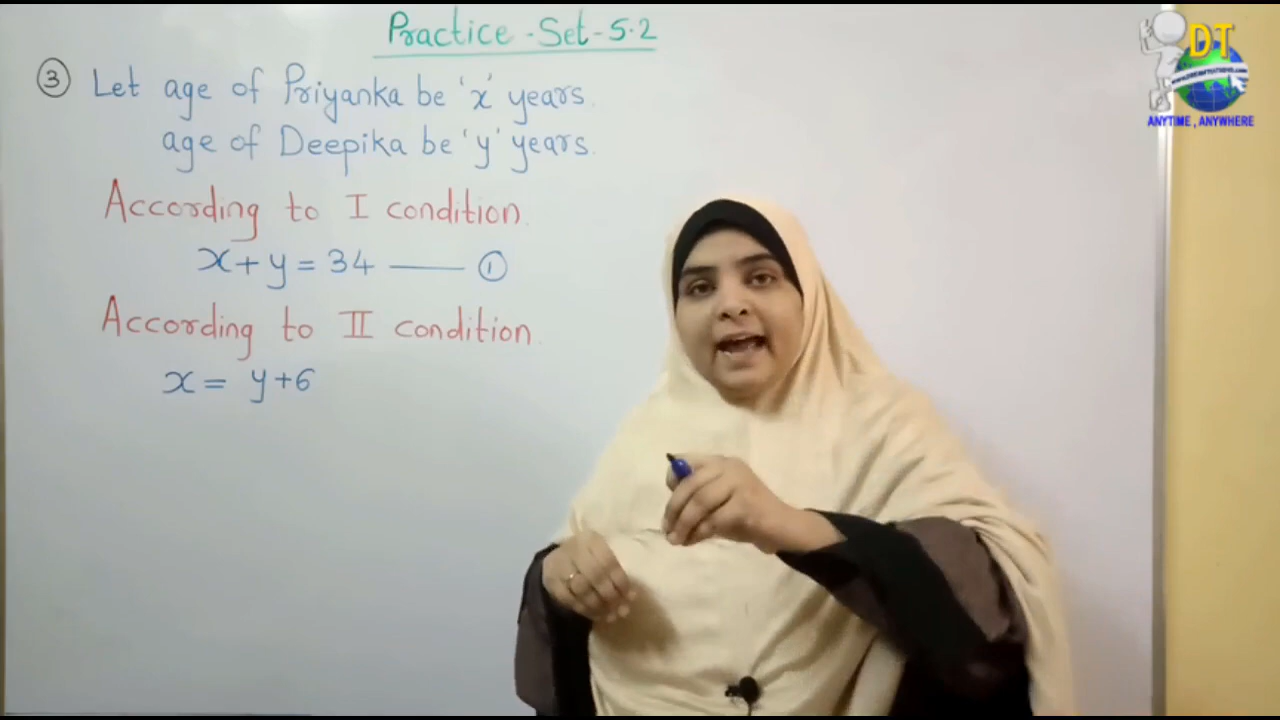 Practice - Set - 5.2
③ Let age of Priyanka be 'x' years.
age of Deepika be 'y' years.
According to I condition
x + y = 34 —— ①
According to II condition
x = y + 6
DT
ANYTIME , ANYWHERE